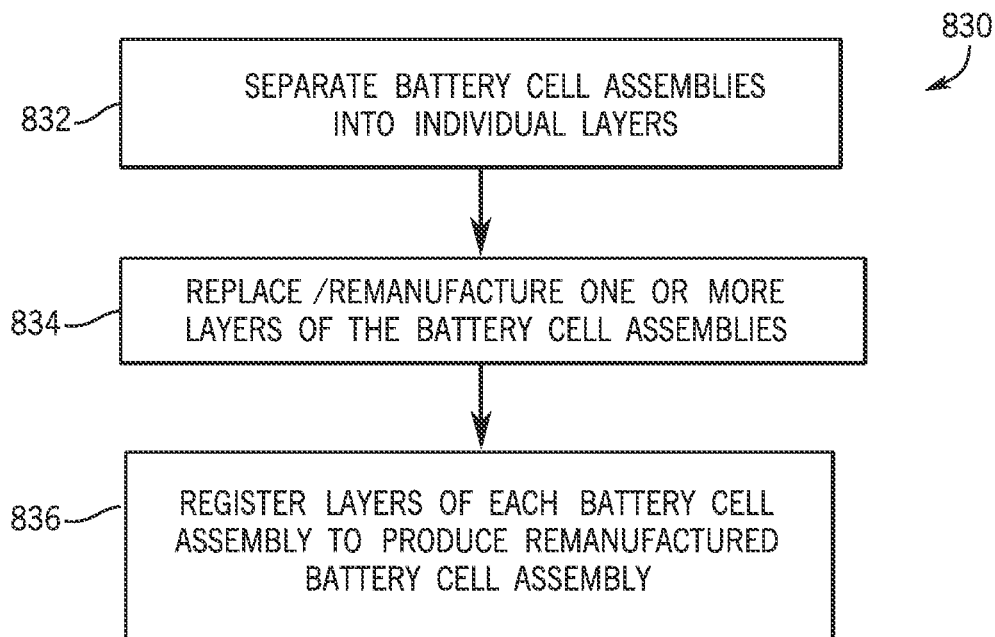 830
832
SEPARATE BATTERY CELL ASSEMBLIES
INTO INDIVIDUAL LAYERS
834
REPLACE /REMANUFACTURE ONE OR MORE
LAYERS OF THE BATTERY CELL ASSEMBLIES
836
REGISTER LAYERS OF EACH BATTERY CELL
ASSEMBLY TO PRODUCE REMANUFACTURED
BATTERY CELL ASSEMBLY